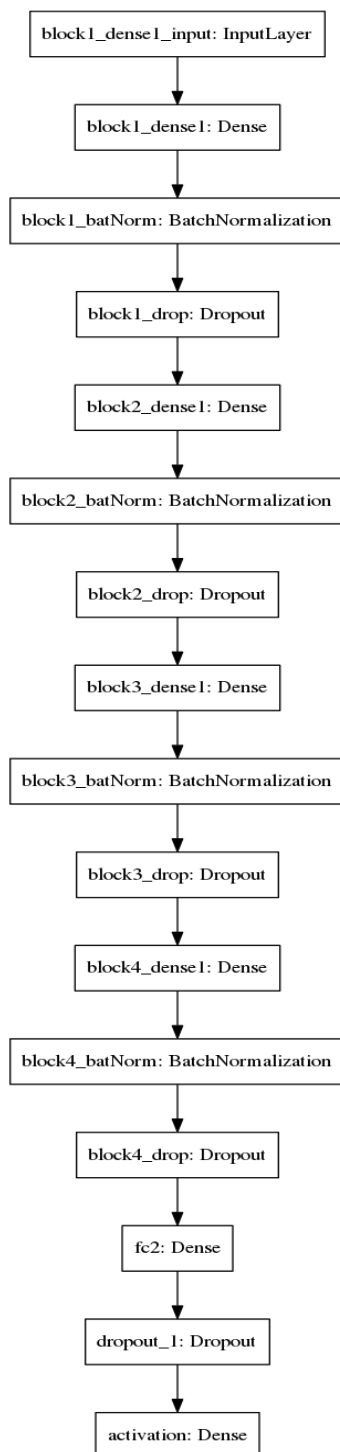 block1_dense1_input: InputLayer
block1_dense1: Dense
block1_batNorm: BatchNormalization
block1_drop: Dropout
block2_dense1: Dense
block2_batNorm: BatchNormalization
block2_drop: Dropout
block3_dense1: Dense
block3_batNorm: BatchNormalization
block3_drop: Dropout
block4_dense1: Dense
block4_batNorm: BatchNormalization
block4_drop: Dropout
fc2: Dense
dropout_1: Dropout
activation: Dense